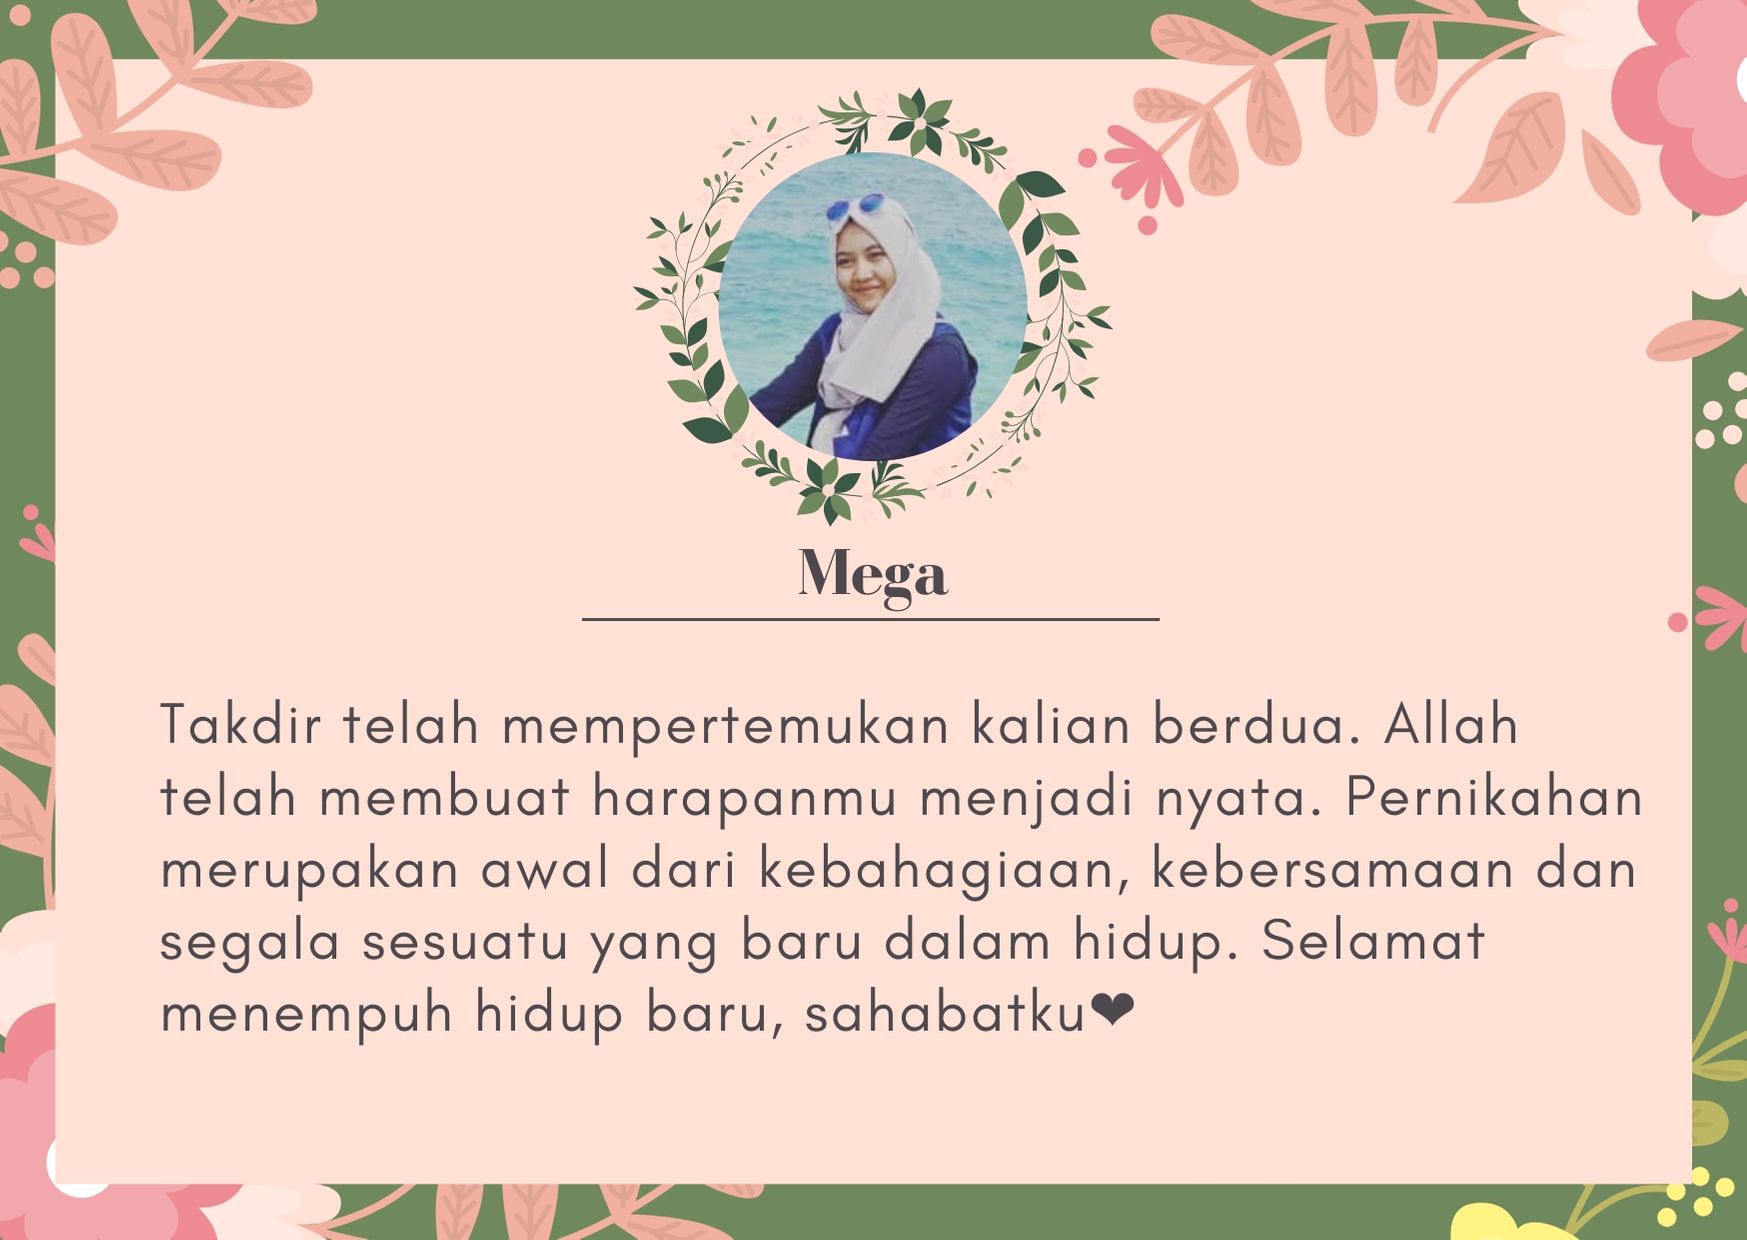 Mega
Takdir telah mempertemukan kalian berdua. Allah
telah membuat harapanmu menjadi nyata. Pernikahan
merupakan awal dari kebahagiaan, kebersamaan dan
segala sesuatu yang baru dalam hidup. Selamat
menempuh hidup baru, sahabatku❤